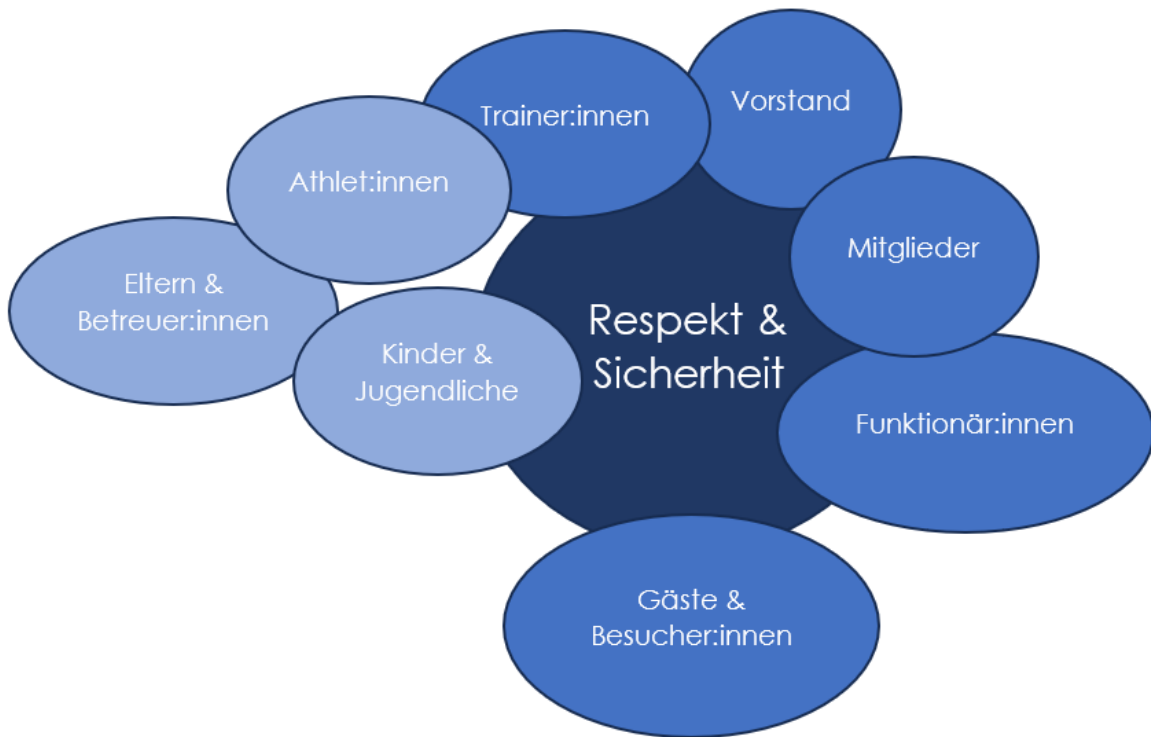 Vorstand
Trainer:innen
Athlet:innen
Mitglieder
Eltern &
Betreuer:innen
Respekt &
Sicherheit
Kinder &
Jugendliche
Funktionär:innen
Gäste &
Besucher:innen